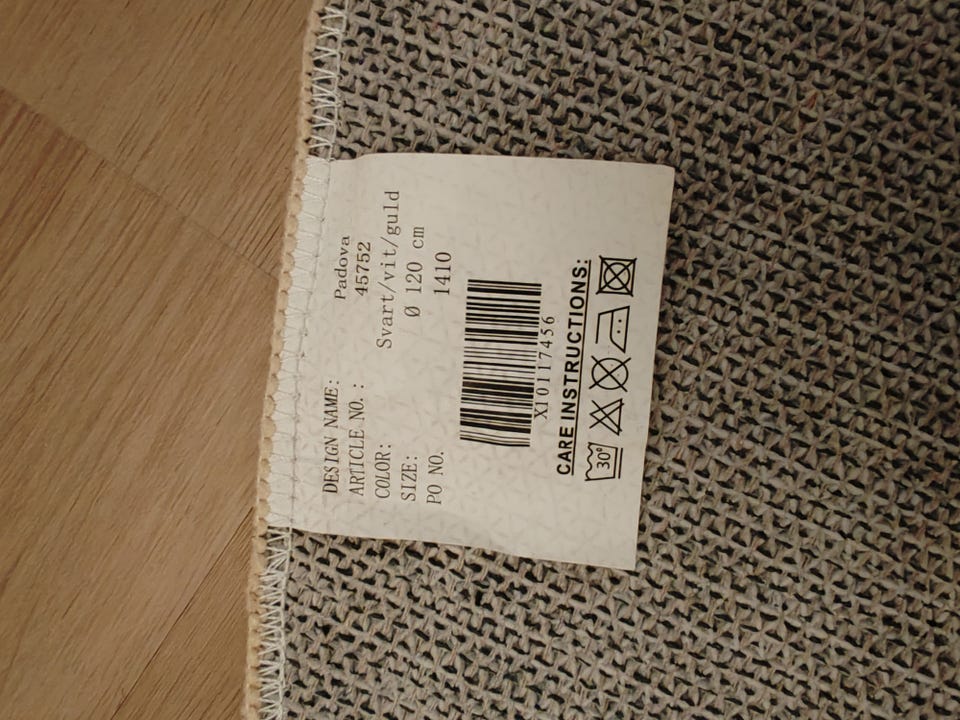 DESIGN NAME: Padova
ARTICLE NO.: 45752
COLOR: Svart/vit/guld
SIZE: Ø 120 cm
PO NO. 1410
X10117456
CARE INSTRUCTIONS:
30°